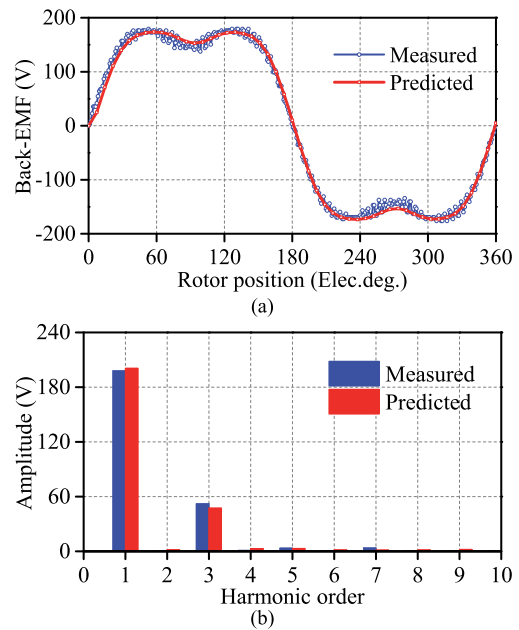 (a)
200
100
0
-100
-200
Back-EMF (V)
Measured
Predicted
0 60 120 180 240 300 360
Rotor position (Elec.deg.)
(a)
240
180
120
60
0
Amplitude (V)
Measured
Predicted
0 1 2 3 4 5 6 7 8 9 10
Harmonic order
(b)